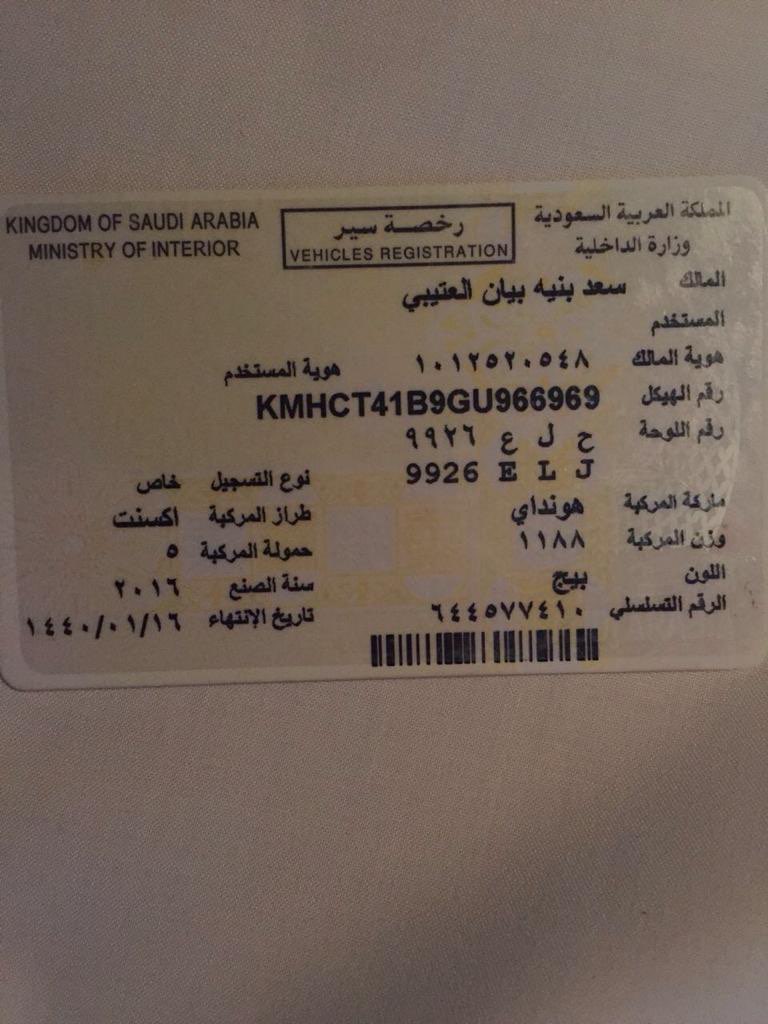 المملكة العربية السعودية رخصة سير KINGDOM OF SAUDI ARABIA
وزارة الداخلية VEHICLES REGISTRATION MINISTRY OF INTERIOR
المالك سعد بنيه بيان العتيبي
المستخدم
هوية المالك ١٠١٢٥٢٠٥٤٨ هوية المستخدم
رقم الهيكل KMHCT41B9GU966969
رقم اللوحة ح ل ع ٩٩٢٦
9926 E L J نوع التسجيل خاص
ماركة المركبة هونداي طراز المركبة اكسنت
وزن المركبة ١١٨٨ حمولة المركبة ٥
اللون بيج سنة الصنع ٢٠١٦
الرقم التسلسلي ٦٤٤٥٧٧٤١٠ تاريخ الإنتهاء ١٤٤٠/٠١/١٦